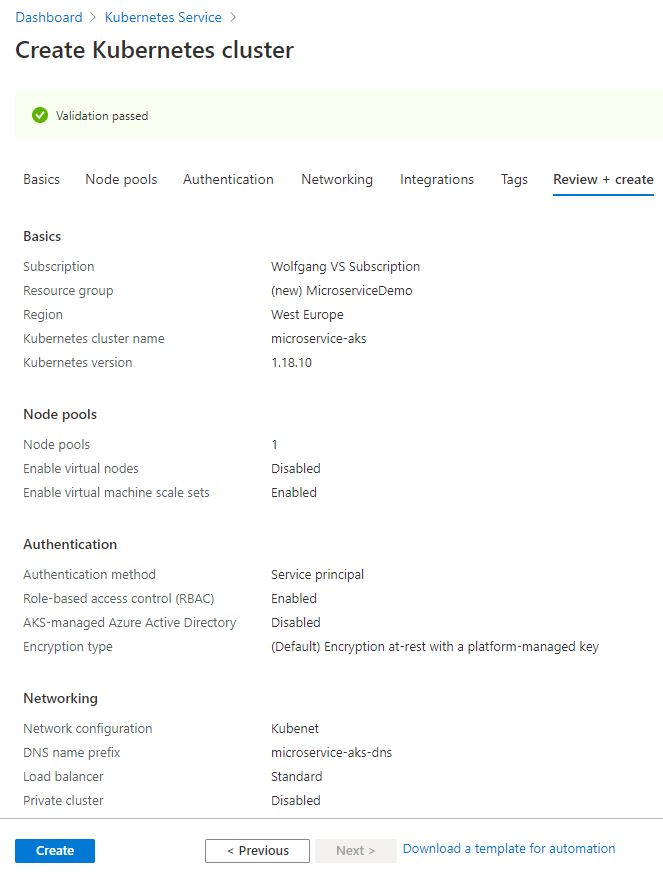 Dashboard > Kubernetes Service >
Create Kubernetes cluster
Validation passed
Basics Node pools Authentication Networking Integrations Tags Review + create
Basics
Subscription Wolfgang VS Subscription
Resource group (new) MicroserviceDemo
Region West Europe
Kubernetes cluster name microservice-aks
Kubernetes version 1.18.10
Node pools
Node pools 1
Enable virtual nodes Disabled
Enable virtual machine scale sets Enabled
Authentication
Authentication method Service principal
Role-based access control (RBAC) Enabled
AKS-managed Azure Active Directory Disabled
Encryption type (Default) Encryption at-rest with a platform-managed key
Networking
Network configuration Kubenet
DNS name prefix microservice-aks-dns
Load balancer Standard
Private cluster Disabled
Create < Previous Next > Download a template for automation